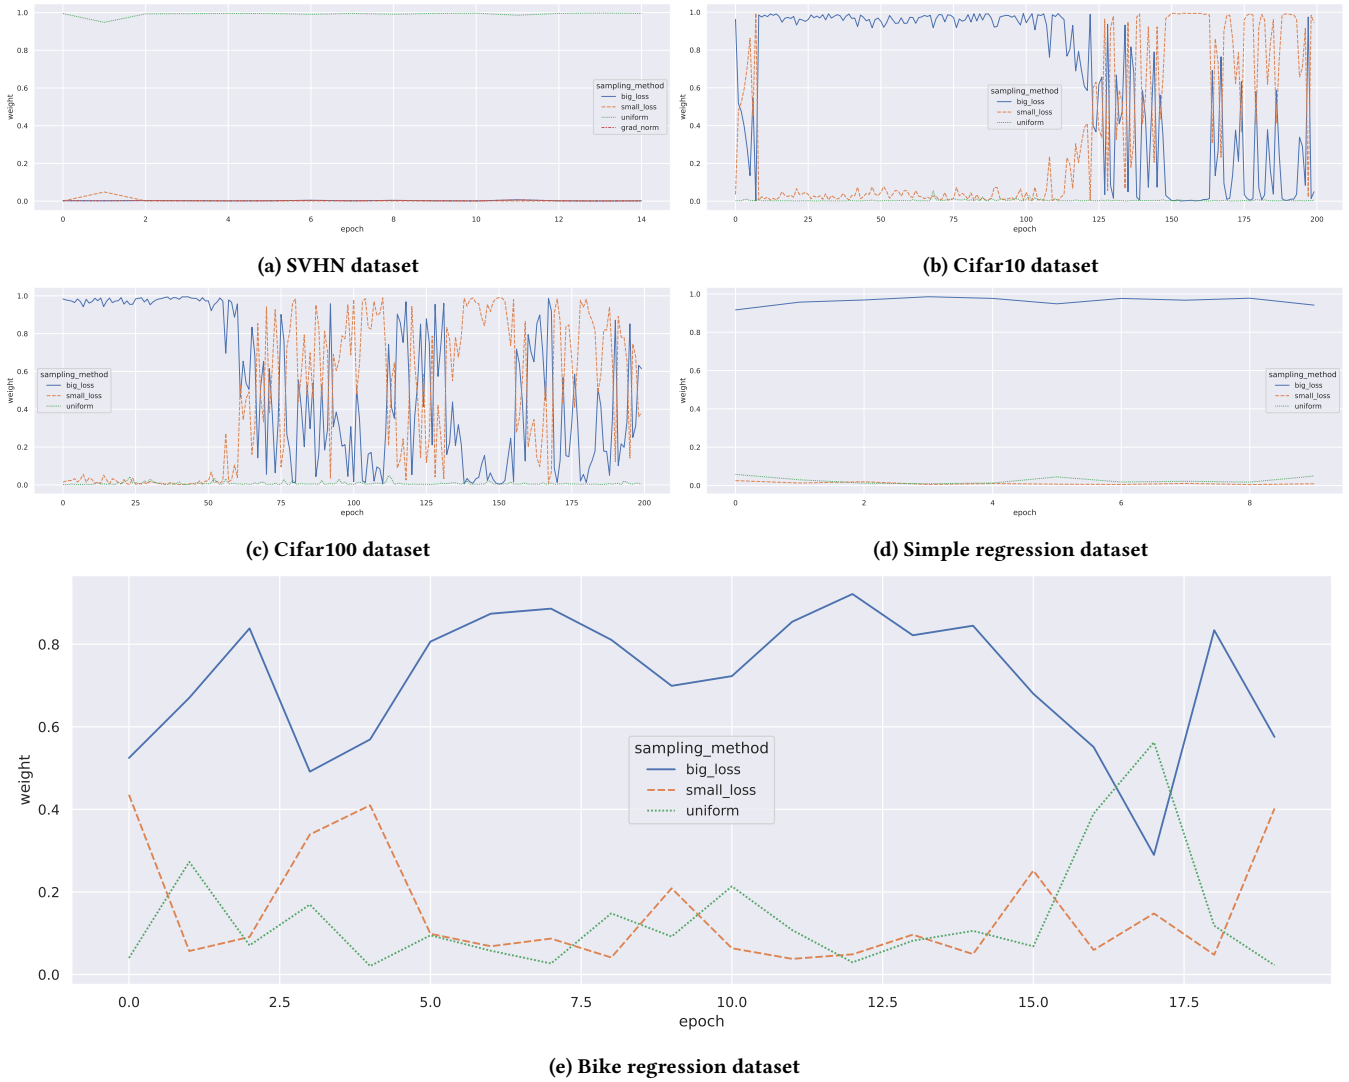 1.0
0.8
0.6
0.4
0.2
0.0
weight
sampling_method
big_loss
small_loss
uniform
grad_norm
0 2 4 6 8 10 12 14
epoch
(a) SVHN dataset
1.0
0.8
0.6
0.4
0.2
0.0
weight
sampling_method
big_loss
small_loss
uniform
0 25 50 75 100 125 150 175 200
epoch
(b) Cifar10 dataset
1.0
0.8
0.6
0.4
0.2
0.0
weight
sampling_method
big_loss
small_loss
uniform
0 25 50 75 100 125 150 175 200
epoch
(c) Cifar100 dataset
1.0
0.8
0.6
0.4
0.2
0.0
weight
sampling_method
big_loss
small_loss
uniform
0 2 4 6 8
epoch
(d) Simple regression dataset
0.8
0.6
0.4
0.2
0.0
weight
sampling_method
big_loss
small_loss
uniform
0.0 2.5 5.0 7.5 10.0 12.5 15.0 17.5
epoch
(e) Bike regression dataset